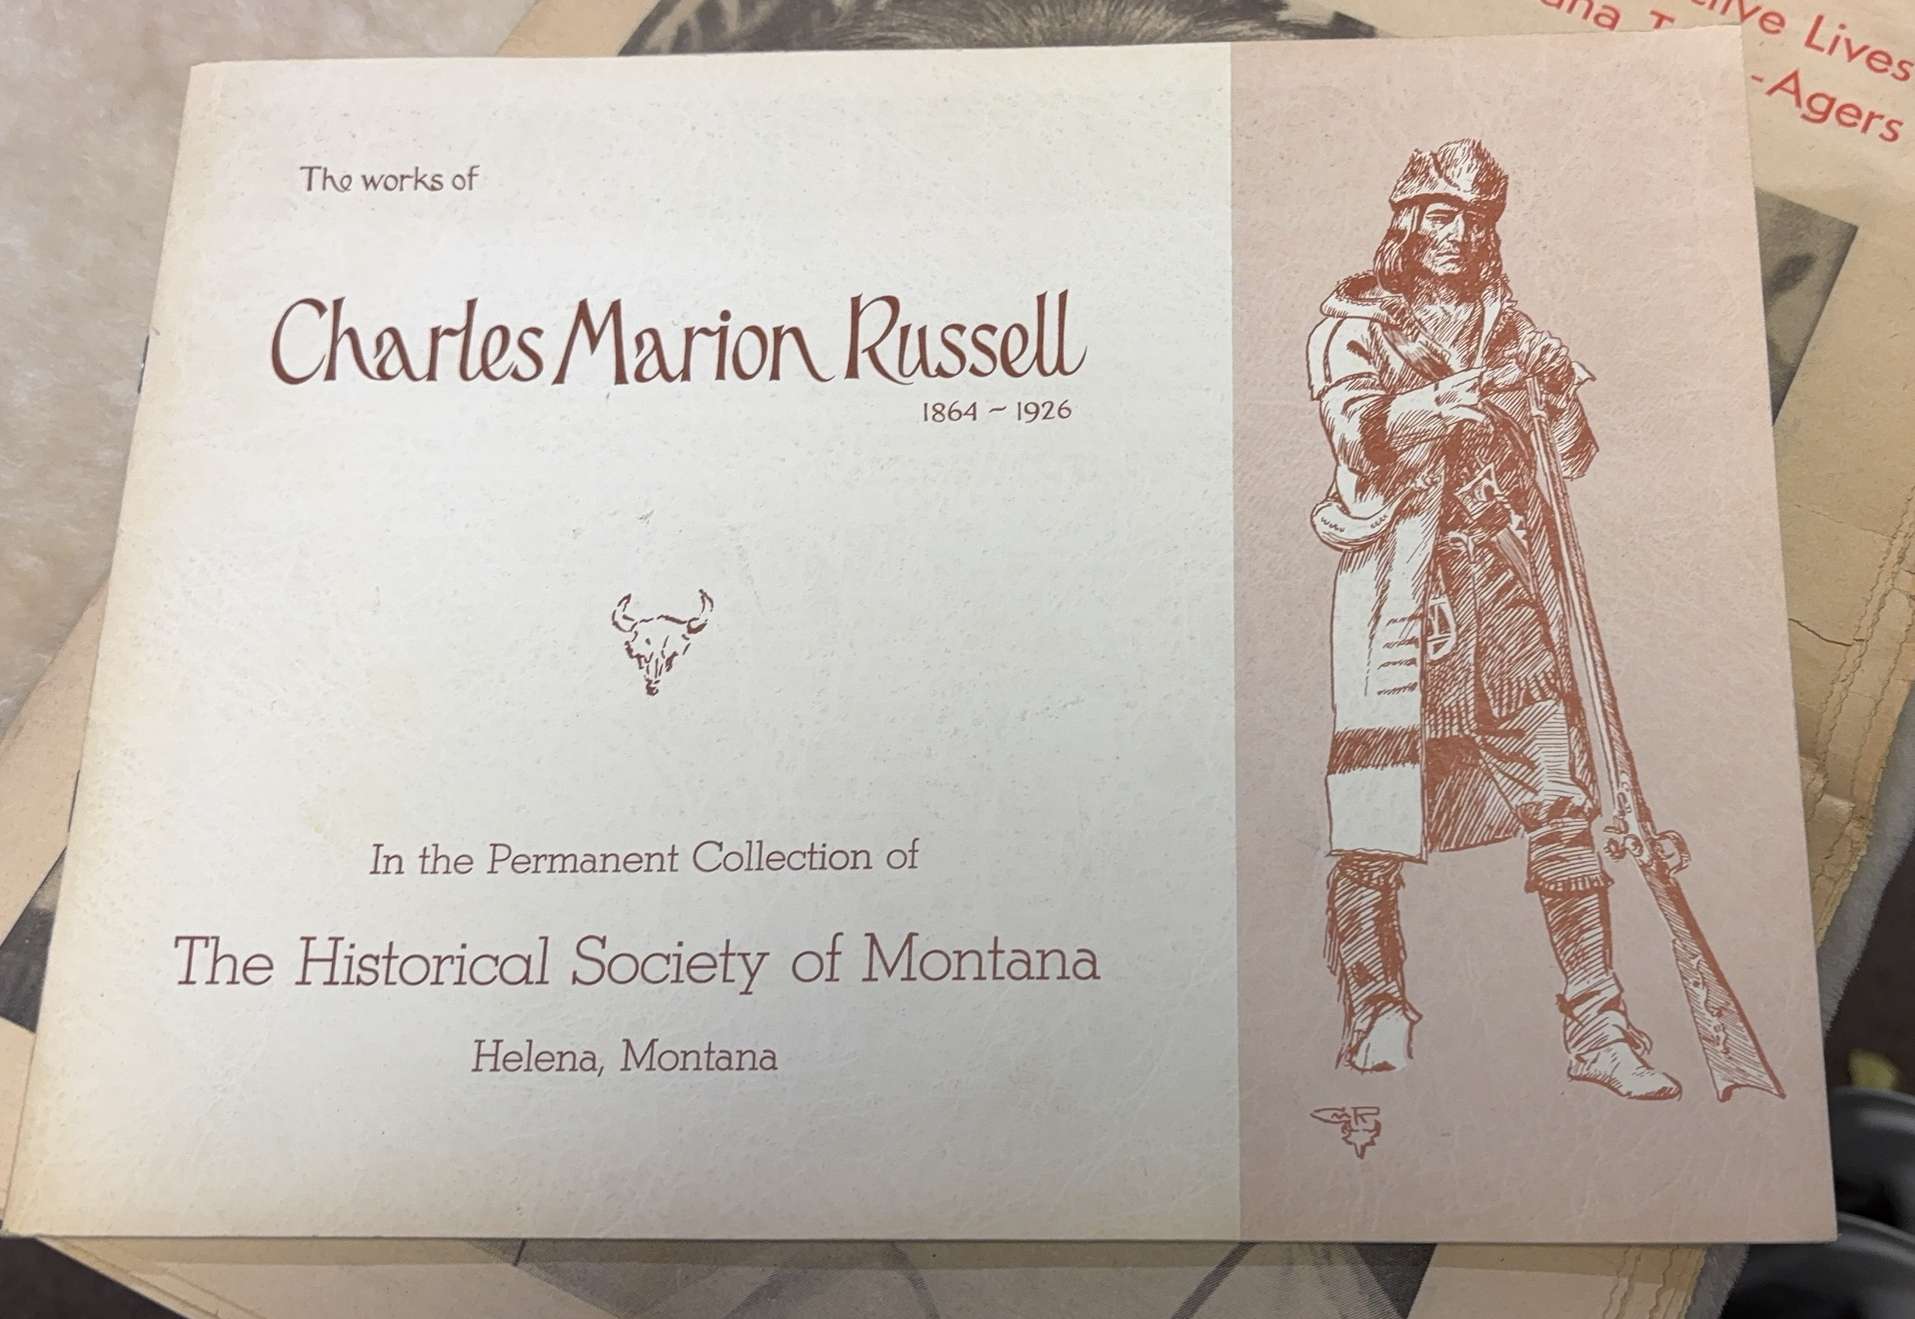 The works of
Charles Marion Russell
1864 ~ 1926
In the Permanent Collection of
The Historical Society of Montana
Helena, Montana
Lives
-Agers